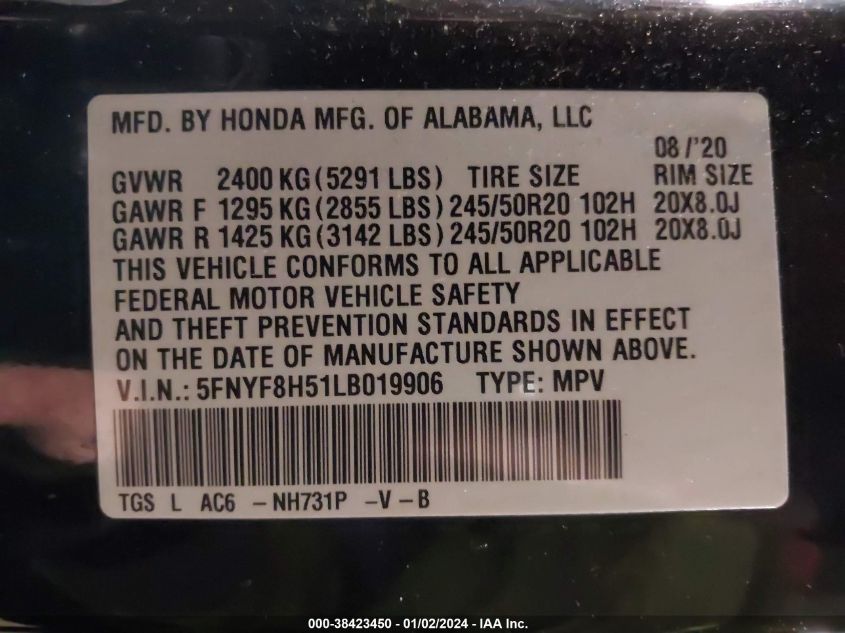 MFD. BY HONDA MFG. OF ALABAMA, LLC
08/'20
GVWR 2400 KG (5291 LBS) TIRE SIZE RIM SIZE
GAWR F 1295 KG (2855 LBS) 245/50R20 102H 20X8.0J
GAWR R 1425 KG (3142 LBS) 245/50R20 102H 20X8.0J
THIS VEHICLE CONFORMS TO ALL APPLICABLE
FEDERAL MOTOR VEHICLE SAFETY
AND THEFT PREVENTION STANDARDS IN EFFECT
ON THE DATE OF MANUFACTURE SHOWN ABOVE.
V.I.N.: 5FNYF8H51LB019906 TYPE: MPV
TGS L AC6 – NH731P – V – B
000-38423450 - 01/02/2024 - IAA Inc.